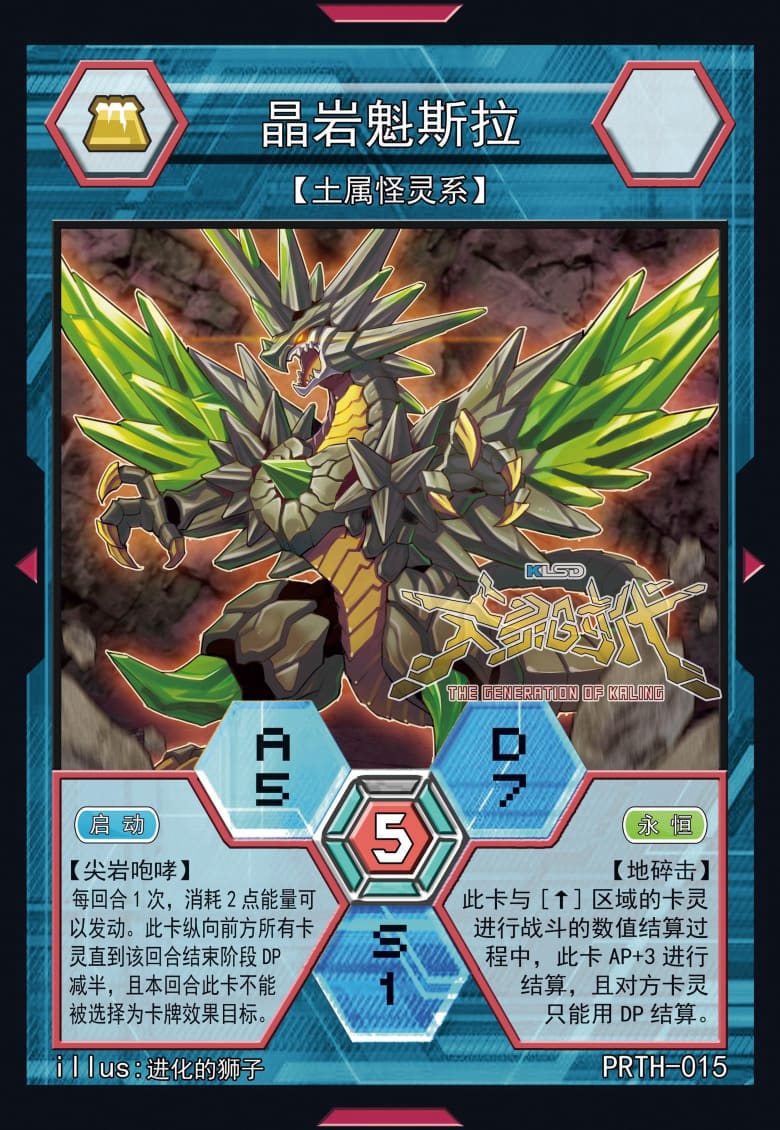 晶岩魁斯拉
【土属怪灵系】
KLSD
卡灵时代
THE GENERATION OF KALING
A
5
D
7
5
S
1
启动
【尖岩咆哮】
每回合1次，消耗2点能量可
以发动。此卡纵向前方所有卡
灵直到该回合结束阶段DP
减半，且本回合此卡不能
被选择为卡牌效果目标。
永恒
【地碎击】
此卡与[↑]区域的卡灵
进行战斗的数值结算过
程中，此卡AP+3进行
结算，且对方卡灵
只能用DP结算。
illus:进化的狮子
PRTH-015